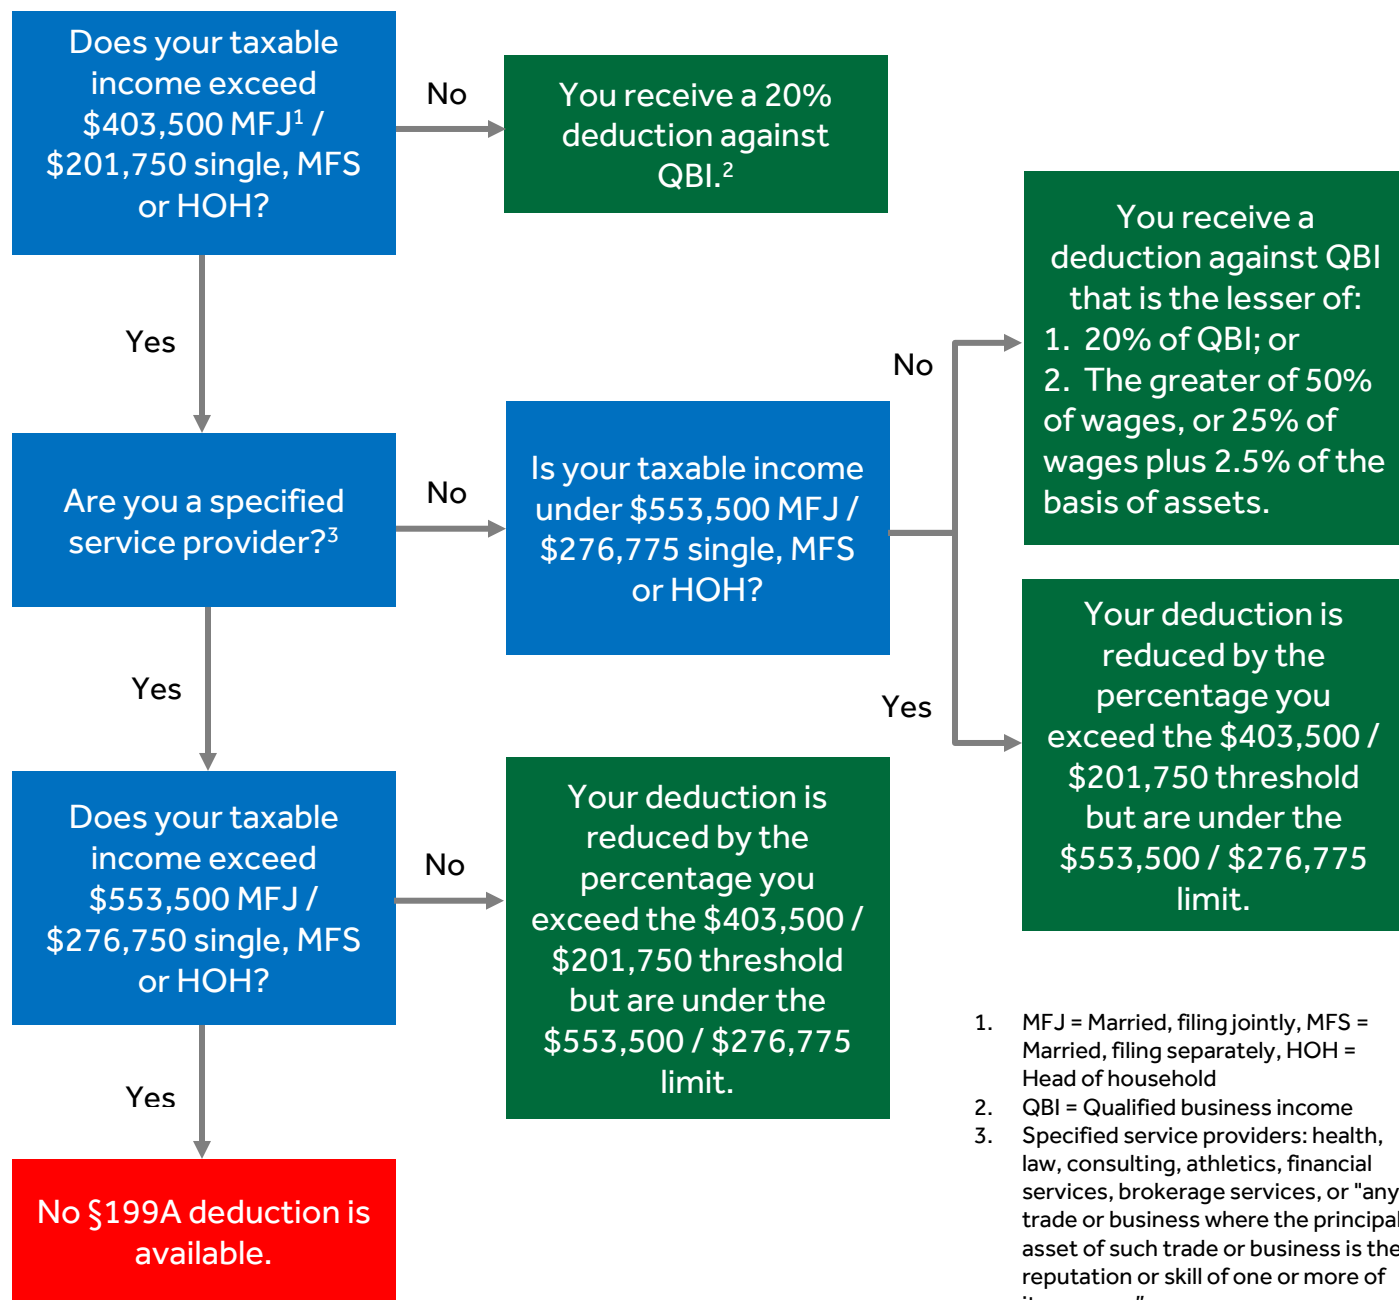 Does your taxable
income exceed
$403,500 MFJ¹ /
$201,750 single, MFS
or HOH?
No
You receive a 20%
deduction against
QBI.²
Yes
Are you a specified
service provider?³
No
Is your taxable income
under $553,500 MFJ /
$276,775 single, MFS
or HOH?
No
You receive a
deduction against QBI
that is the lesser of:
1. 20% of QBI; or
2. The greater of 50%
of wages, or 25% of
wages plus 2.5% of the
basis of assets.
Yes
Your deduction is
reduced by the
percentage you
exceed the $403,500 /
$201,750 threshold
but are under the
$553,500 / $276,775
limit.
Yes
Does your taxable
income exceed
$553,500 MFJ /
$276,750 single, MFS
or HOH?
No
Your deduction is
reduced by the
percentage you
exceed the $403,500 /
$201,750 threshold
but are under the
$553,500 / $276,775
limit.
Yes
No §199A deduction is
available.
1. MFJ = Married, filing jointly, MFS =
Married, filing separately, HOH =
Head of household
2. QBI = Qualified business income
3. Specified service providers: health,
law, consulting, athletics, financial
services, brokerage services, or "any
trade or business where the principal
asset of such trade or business is the
reputation or skill of one or more of